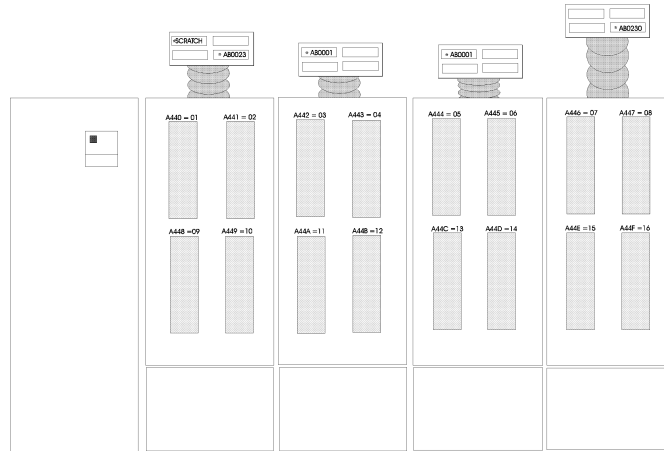 *SCRATCH
* AB0023
* AB0001
* AB0001
* AB0230
A440 = 01
A441 = 02
A442 = 03
A443 = 04
A444 = 05
A445 = 06
A446 = 07
A447 = 08
A448 =09
A449 =10
A44A =11
A44B =12
A44C =13
A44D =14
A44E =15
A44F =16